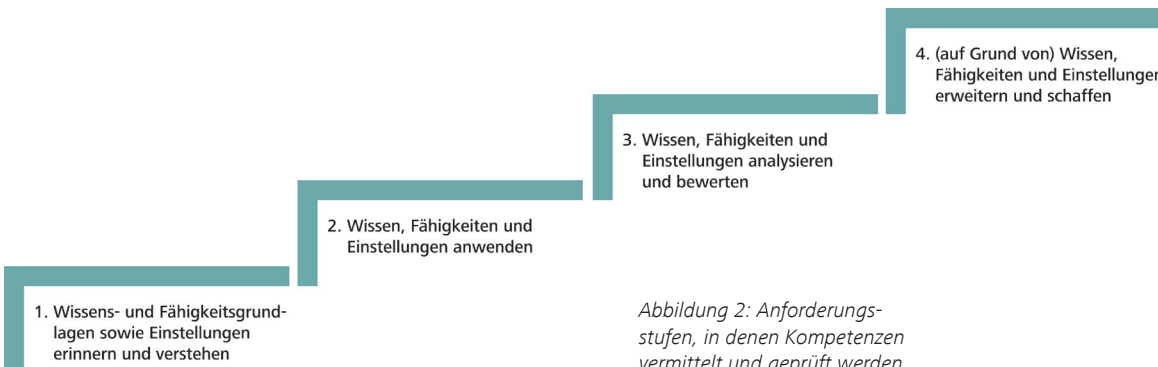 4. (auf Grund von) Wissen,
Fähigkeiten und Einstellungen
erweitern und schaffen
3. Wissen, Fähigkeiten und
Einstellungen analysieren
und bewerten
2. Wissen, Fähigkeiten und
Einstellungen anwenden
1. Wissens- und Fähigkeitsgrund-
lagen sowie Einstellungen
erinnern und verstehen
Abbildung 2: Anforderungs-
stufen, in denen Kompetenzen
vermittelt und geprüft werden